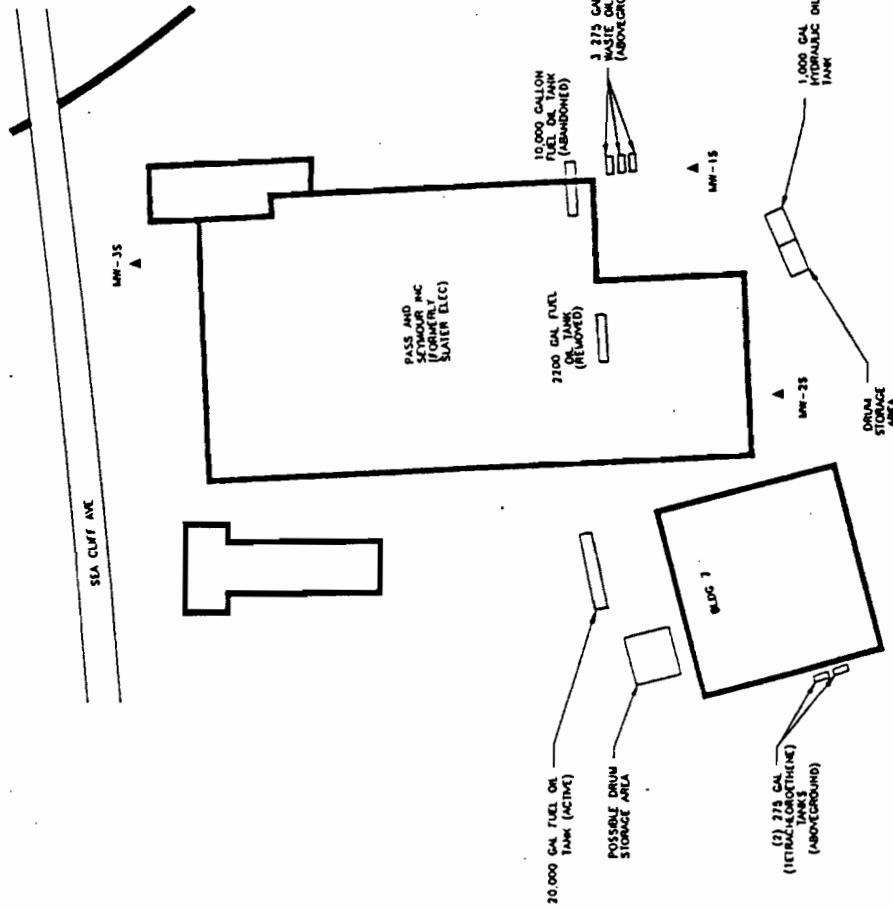 SEA CLIFF AVE
MW-3S
PASS AND
SEYMOUR INC
(FORMERLY
SLATER ELEC)
10,000 GALLON
FUEL OIL TANK
(ABANDONED)
3 275 GA
WASTE OIL
(ABOVEGRO
2200 GAL FUEL
OIL TANK
(REMOVED)
MW-1S
1,000 GAL
HYDRAULIC OIL
TANK
MW-2S
DRUM
STORAGE
AREA
20,000 GAL FUEL OIL
TANK (ACTIVE)
POSSIBLE DRUM
STORAGE AREA
BLDG 7
(2) 275 GAL
(TETRACHLOROETHENE)
TANKS
(ABOVEGROUND)